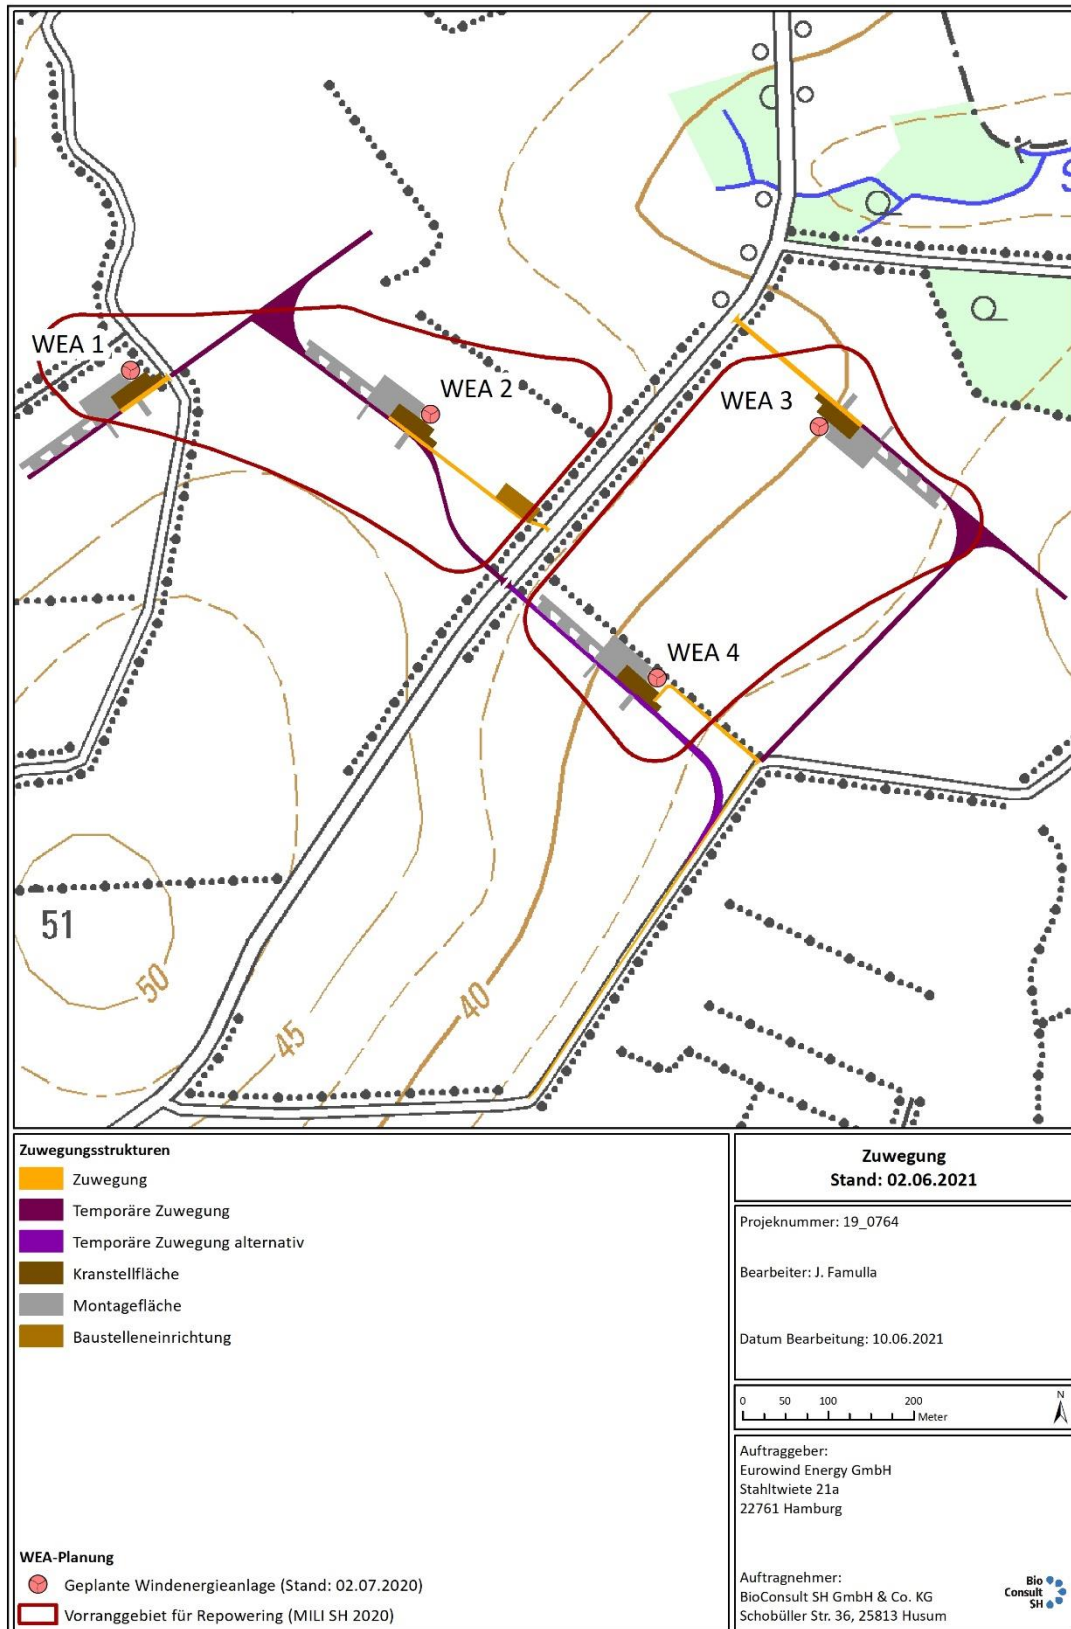 WEA 1
WEA 2
WEA 3
WEA 4
51
50
45
40
S
Zuwegungsstrukturen
Zuwegung
Temporäre Zuwegung
Temporäre Zuwegung alternativ
Kranstellfläche
Montagefläche
Baustelleneinrichtung
WEA-Planung
Geplante Windenergieanlage (Stand: 02.07.2020)
Vorranggebiet für Repowering (MILI SH 2020)
Zuwegung
Stand: 02.06.2021
Projeknummer: 19_0764
Bearbeiter: J. Famulla
Datum Bearbeitung: 10.06.2021
0 50 100 200
Meter
N
Auftraggeber:
Eurowind Energy GmbH
Stahltwiete 21a
22761 Hamburg
Auftragnehmer:
BioConsult SH GmbH & Co. KG
Schobüller Str. 36, 25813 Husum
Bio
Consult
SH